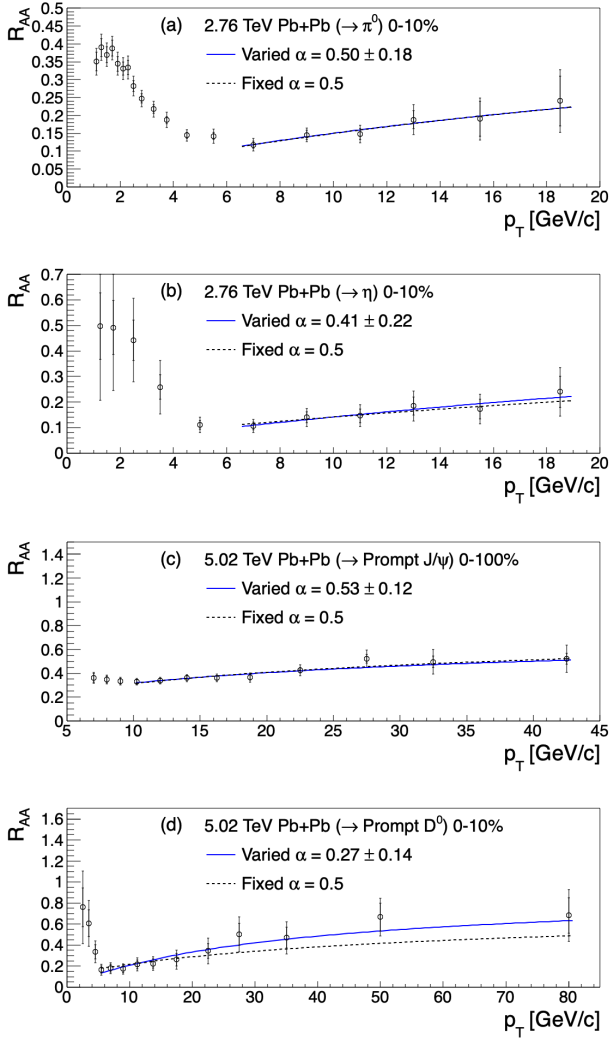 R_AA
(a)
2.76 TeV Pb+Pb (→ π⁰) 0-10%
Varied α = 0.50 ± 0.18
Fixed α = 0.5
0.5
0.45
0.4
0.35
0.3
0.25
0.2
0.15
0.1
0.05
0
0 2 4 6 8 10 12 14 16 18 20
p_T [GeV/c]
R_AA
(b)
2.76 TeV Pb+Pb (→ η) 0-10%
Varied α = 0.41 ± 0.22
Fixed α = 0.5
0.7
0.6
0.5
0.4
0.3
0.2
0.1
0
0 2 4 6 8 10 12 14 16 18 20
p_T [GeV/c]
R_AA
(c)
5.02 TeV Pb+Pb (→ Prompt J/ψ) 0-100%
Varied α = 0.53 ± 0.12
Fixed α = 0.5
1.4
1.2
1
0.8
0.6
0.4
0.2
0
5 10 15 20 25 30 35 40 45
p_T [GeV/c]
R_AA
(d)
5.02 TeV Pb+Pb (→ Prompt D⁰) 0-10%
Varied α = 0.27 ± 0.14
Fixed α = 0.5
1.6
1.4
1.2
1
0.8
0.6
0.4
0.2
0
0 10 20 30 40 50 60 70 80
p_T [GeV/c]